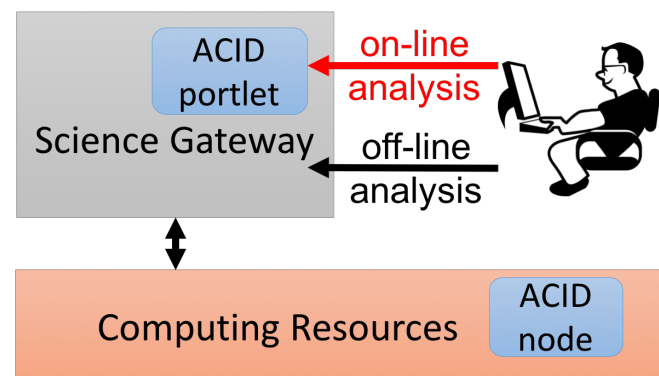 ACID
portlet
Science Gateway
on-line
analysis
off-line
analysis
Computing Resources
ACID
node